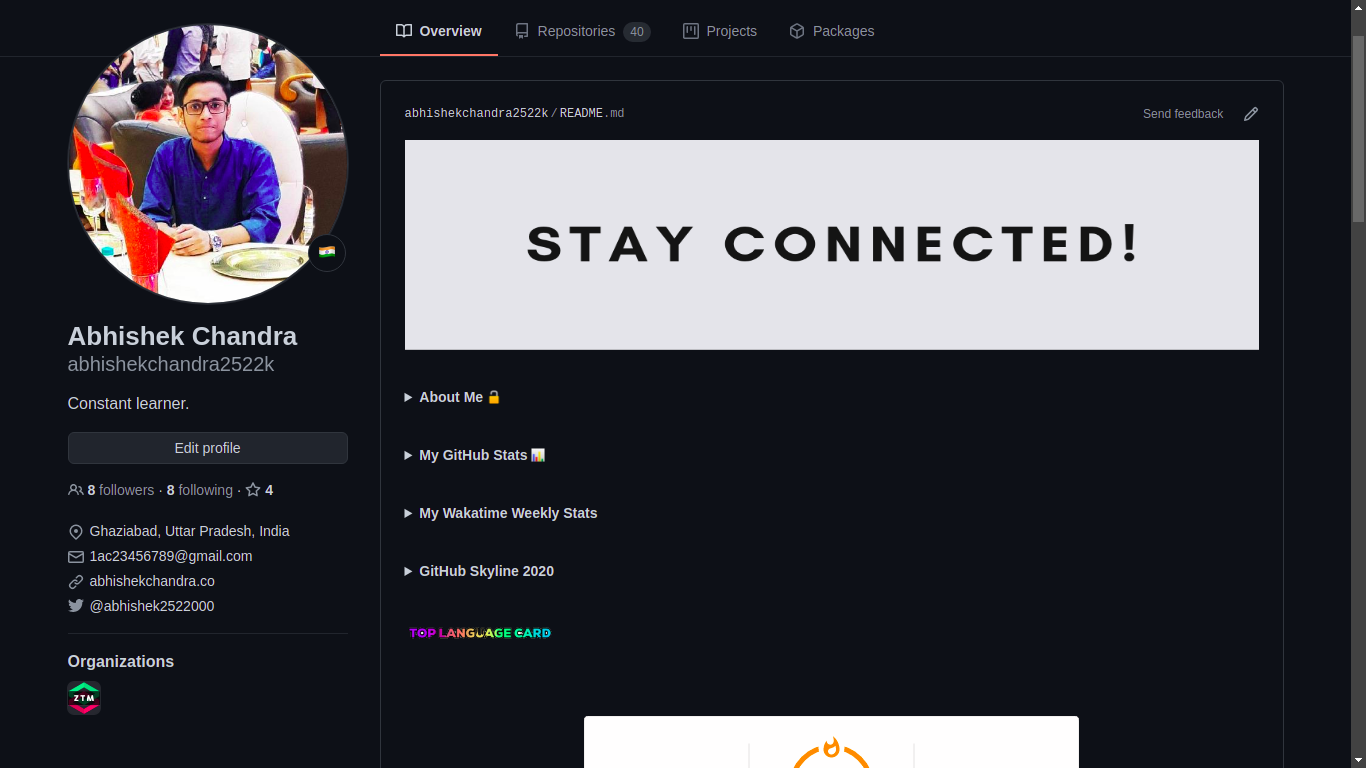 Overview
Repositories 40
Projects
Packages
Abhishek Chandra
abhishekchandra2522k
Constant learner.
Edit profile
8 followers · 8 following · 4
Ghaziabad, Uttar Pradesh, India
1ac23456789@gmail.com
abhishekchandra.co
@abhishek2522000
Organizations
ZTM
abhishekchandra2522k/README.md
Send feedback
STAY CONNECTED!
About Me
My GitHub Stats
My Wakatime Weekly Stats
GitHub Skyline 2020
TOP LANGUAGE CARD